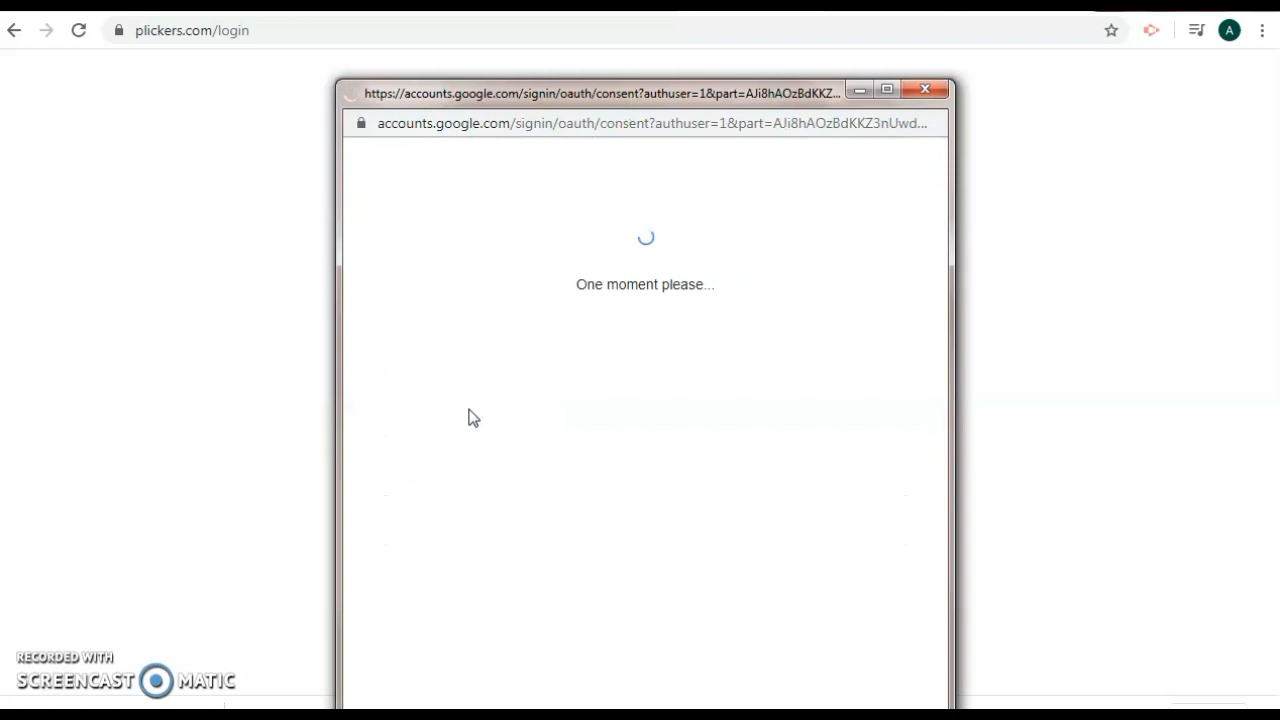 plickers.com/login
A
https://accounts.google.com/signin/oauth/consent?authuser=1&part=AJi8hAOzBdKKZ...
accounts.google.com/signin/oauth/consent?authuser=1&part=AJi8hAOzBdKKZ3nUwd...
One moment please...
RECORDED WITH
SCREENCAST MATIC